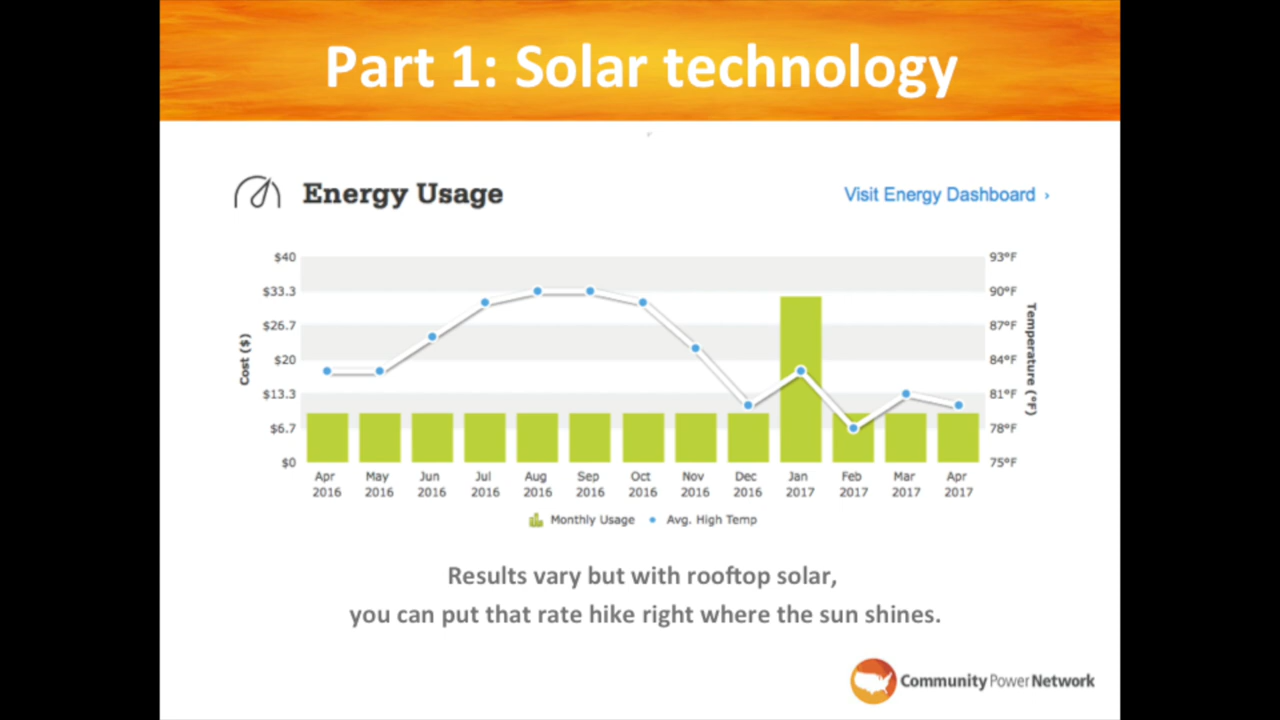 Part 1: Solar technology
Energy Usage
Visit Energy Dashboard ›
$40
$33.3
$26.7
$20
$13.3
$6.7
$0
Cost ($)
93°F
90°F
87°F
84°F
81°F
78°F
75°F
Temperature (°F)
Apr May Jun Jul Aug Sep Oct Nov Dec Jan Feb Mar Apr
2016 2016 2016 2016 2016 2016 2016 2016 2016 2017 2017 2017 2017
Monthly Usage Avg. High Temp
Results vary but with rooftop solar,
you can put that rate hike right where the sun shines.
Community Power Network